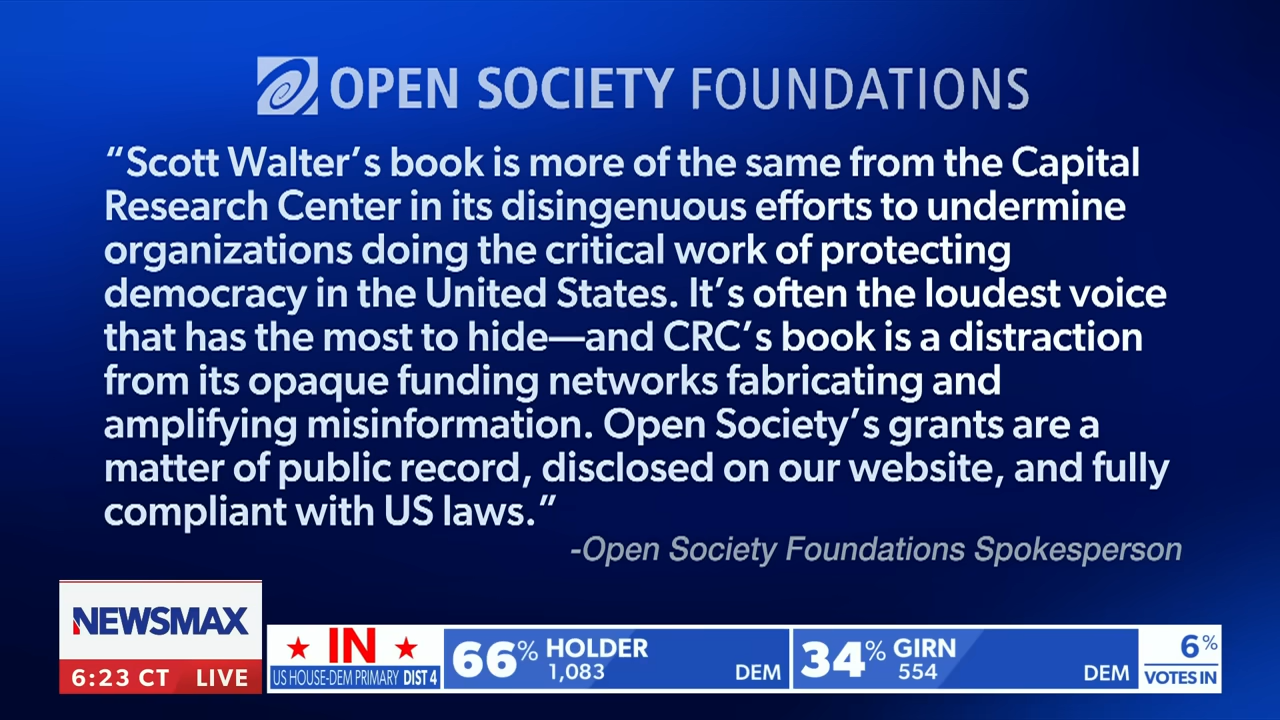 OPEN SOCIETY FOUNDATIONS
“Scott Walter’s book is more of the same from the Capital
Research Center in its disingenuous efforts to undermine
organizations doing the critical work of protecting
democracy in the United States. It’s often the loudest voice
that has the most to hide—and CRC’s book is a distraction
from its opaque funding networks fabricating and
amplifying misinformation. Open Society’s grants are a
matter of public record, disclosed on our website, and fully
compliant with US laws.”
-Open Society Foundations Spokesperson
NEWSMAX
6:23 CT LIVE
IN
US HOUSE-DEM PRIMARY DIST 4
66% HOLDER
1,083 DEM
34% GIRN
554 DEM
6%
VOTES IN